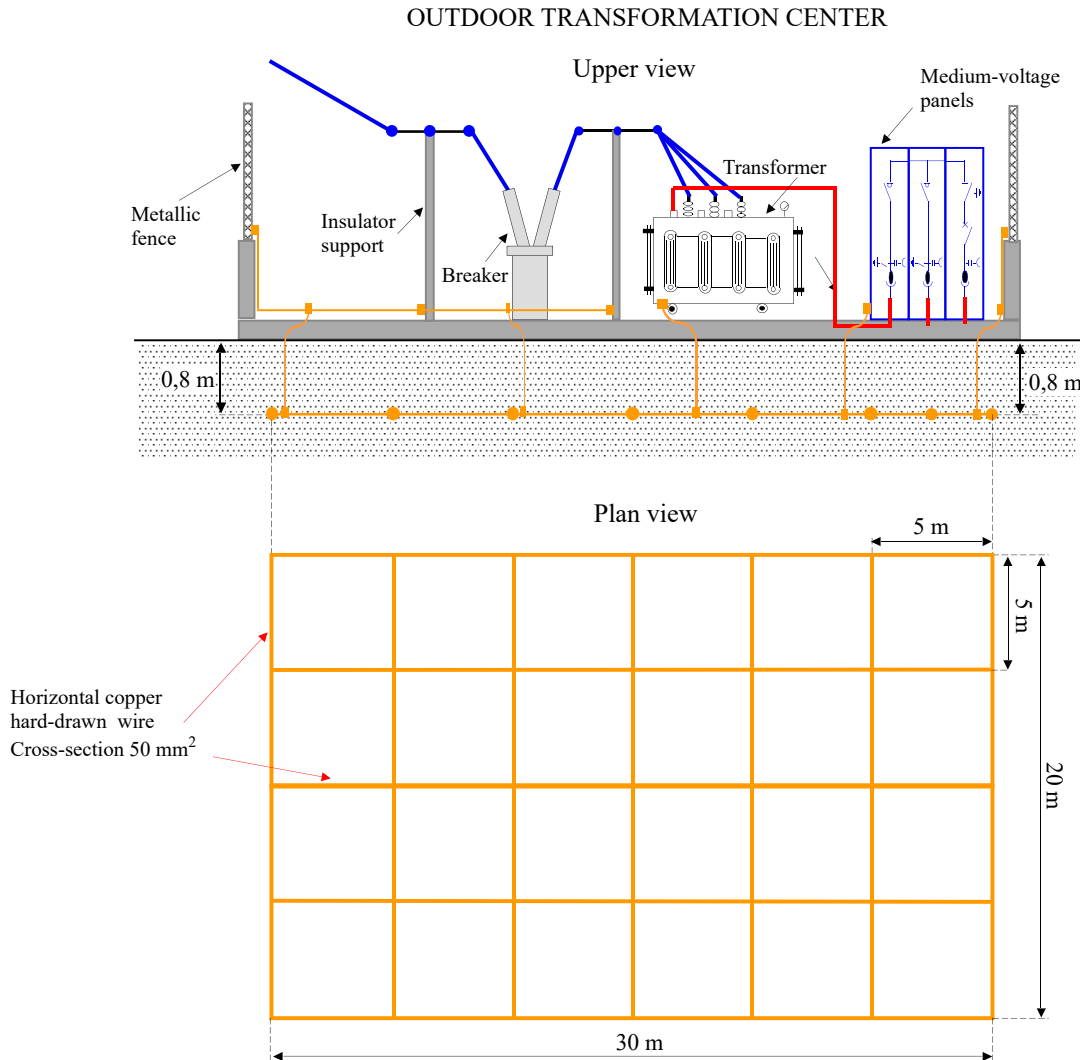 OUTDOOR TRANSFORMATION CENTER
Upper view
Medium-voltage
panels
Transformer
Metallic
fence
Insulator
support
Breaker
0,8 m
0,8 m
Plan view
5 m
5 m
Horizontal copper
hard-drawn wire
Cross-section 50 mm²
20 m
30 m